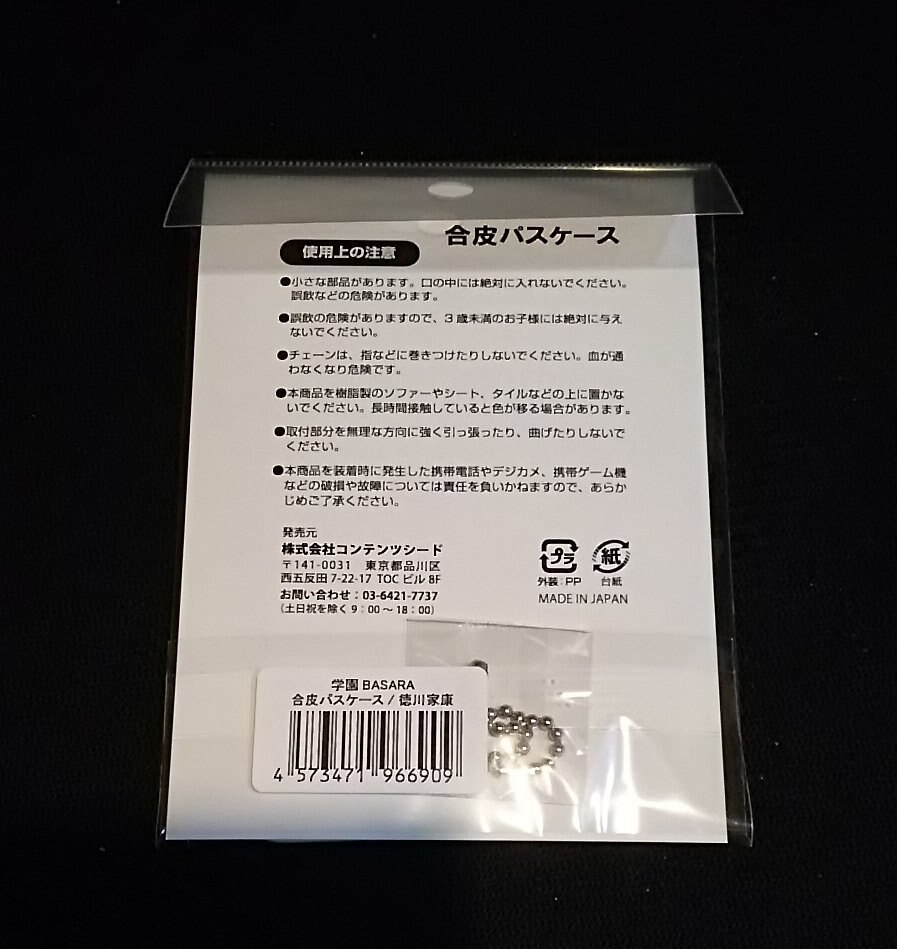 合皮パスケース
使用上の注意
●小さな部品があります。口の中には絶対に入れないでください。
誤飲などの危険があります。
●誤飲の危険がありますので、3歳未満のお子様には絶対に与え
ないでください。
●チェーンは、指などに巻きつけたりしないでください。血が通
わなくなり危険です。
●本商品を樹脂製のソファーやシート、タイルなどの上に置かな
いでください。長時間接触していると色が移る場合があります。
●取付部分を無理な方向に強く引っ張ったり、曲げたりしないで
ください。
●本商品を装着時に発生した携帯電話やデジカメ、携帯ゲーム機
などの破損や故障については責任を負いかねますので、あらか
じめご了承ください。
発売元
株式会社コンテンツシード
〒141-0031 東京都品川区
西五反田 7-22-17 TOC ビル 8F
お問い合わせ：03-6421-7737
（土日祝を除く 9：00 〜 18：00）
プラ
紙
外装：PP
台紙
MADE IN JAPAN
学園 BASARA
合皮パスケース / 徳川家康
4 573471 966909